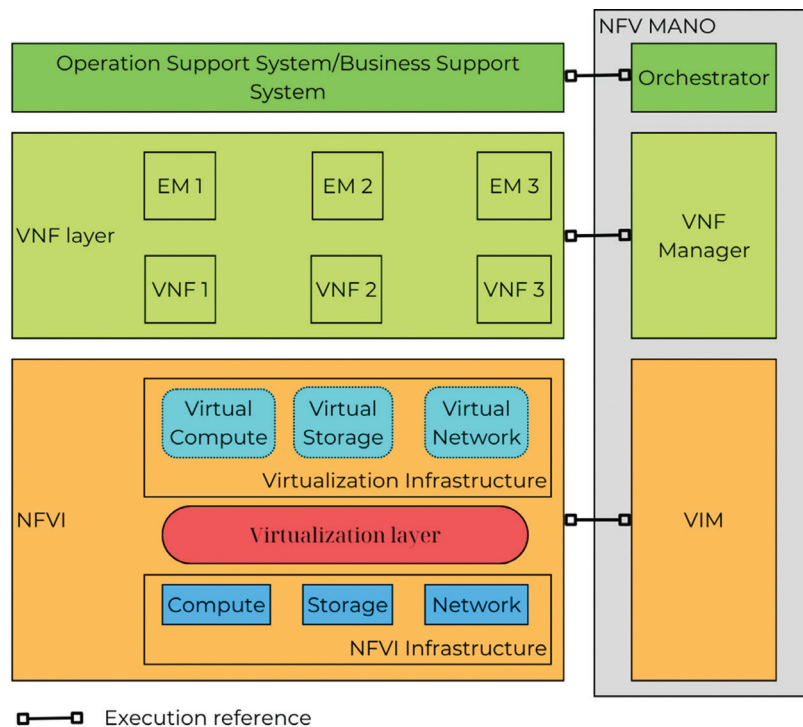 NFV MANO
Operation Support System/Business Support
System
Orchestrator
EM 1
EM 2
EM 3
VNF layer
VNF
Manager
VNF 1
VNF 2
VNF 3
Virtual
Compute
Virtual
Storage
Virtual
Network
Virtualization Infrastructure
NFVI
Virtualization layer
VIM
Compute
Storage
Network
NFVI Infrastructure
Execution reference